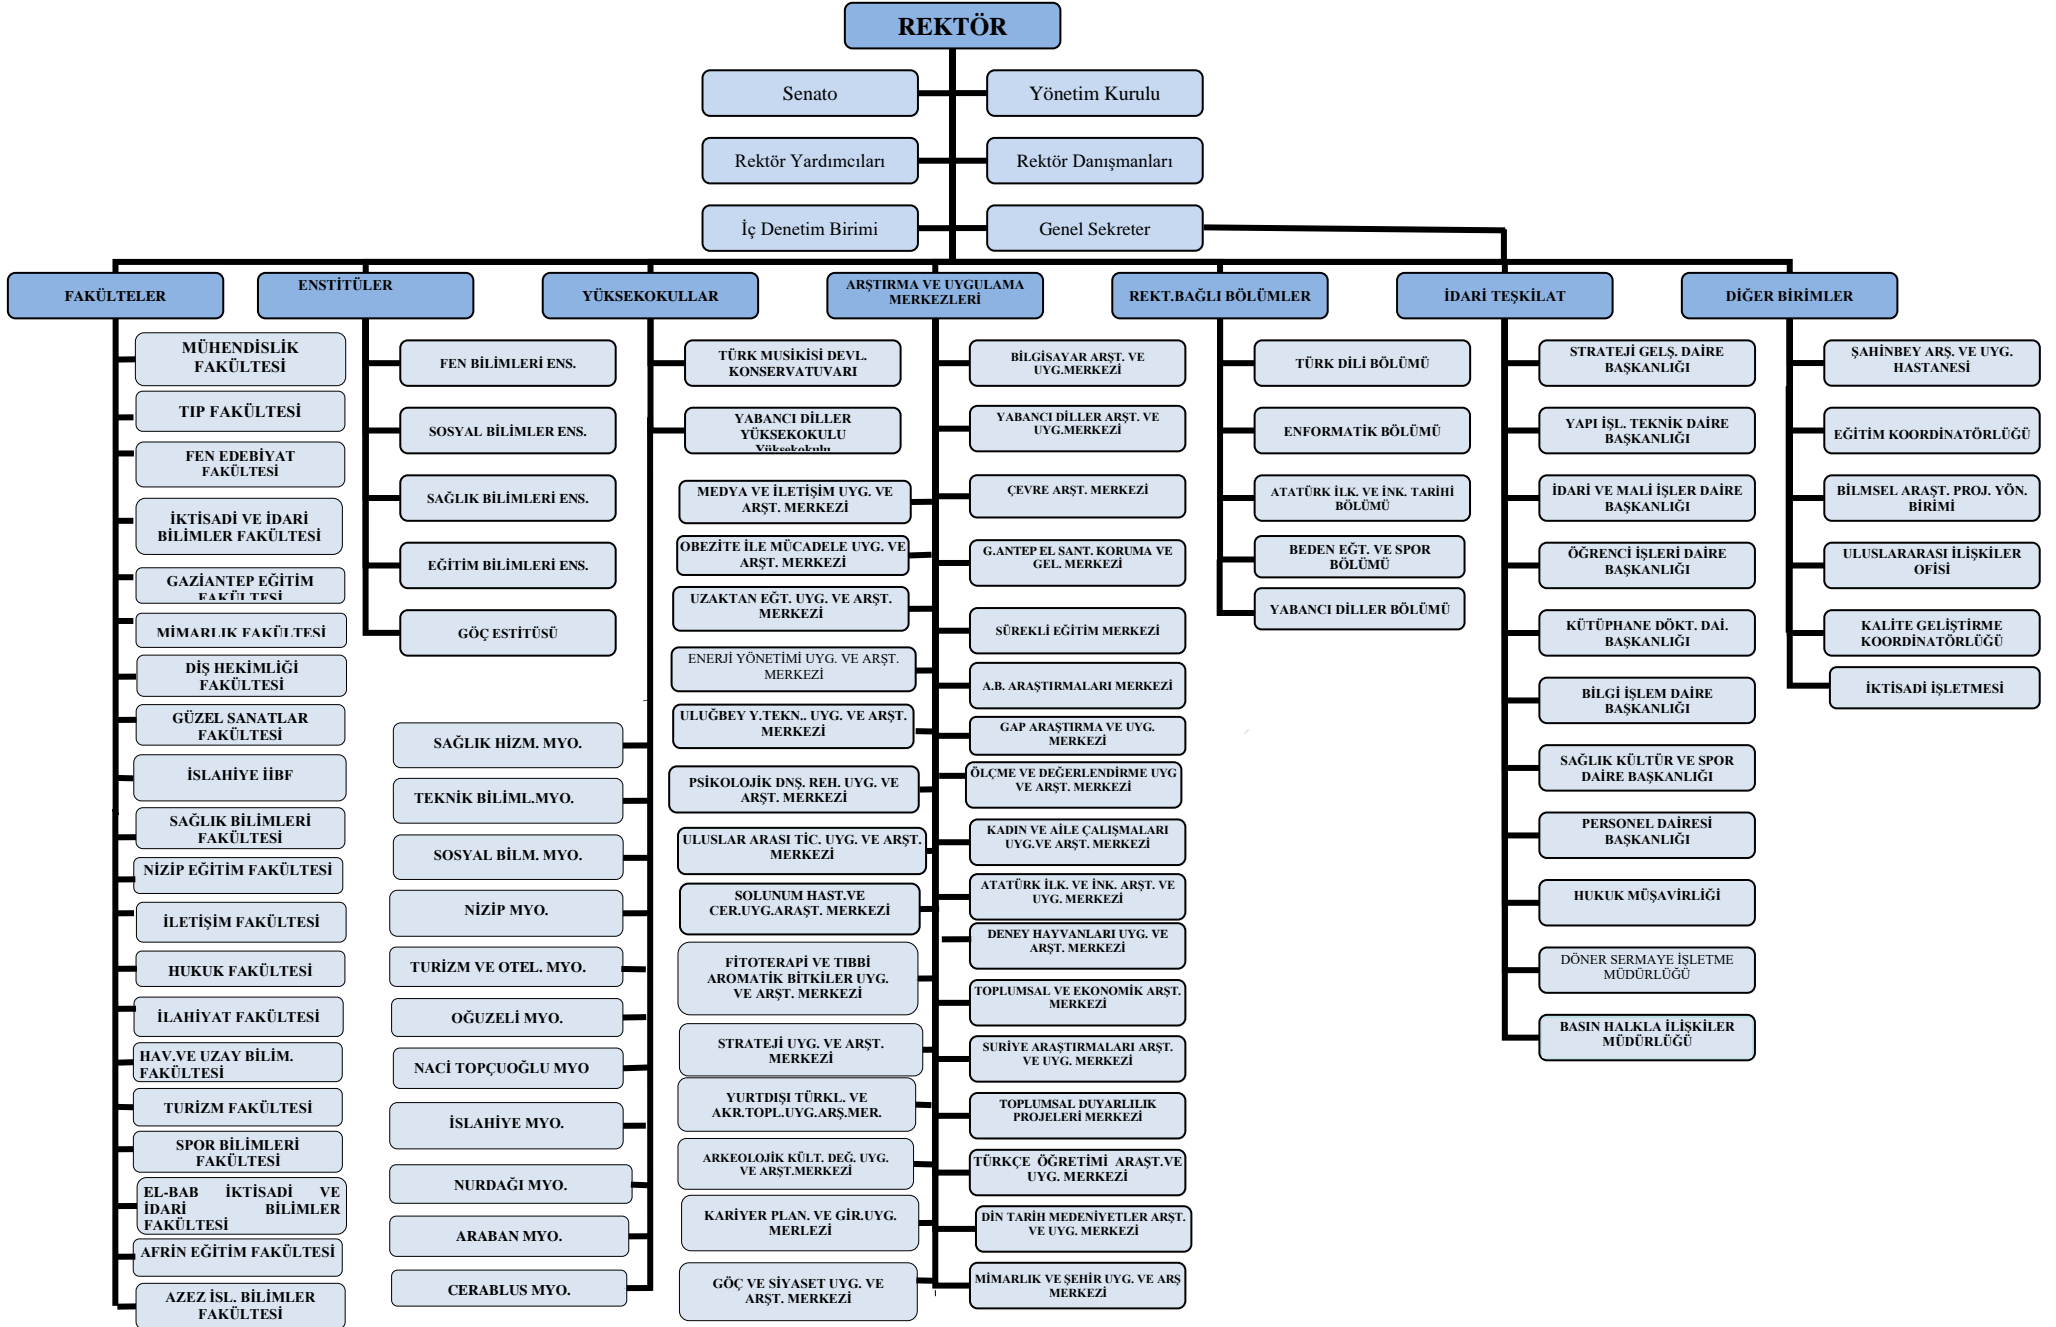 REKTÖR
Senato
Yönetim Kurulu
Rektör Yardımcıları
Rektör Danışmanları
İç Denetim Birimi
Genel Sekreter
FAKÜLTELER
MÜHENDİSLİK
FAKÜLTESİ
TIP FAKÜLTESİ
FEN EDEBİYAT
FAKÜLTESİ
İKTİSADİ VE İDARİ
BİLİMLER FAKÜLTESİ
GAZİANTEP EĞİTİM
FAKÜLTESİ
MİMARLIK FAKÜLTESİ
DİŞ HEKİMLİĞİ
FAKÜLTESİ
GÜZEL SANATLAR
FAKÜLTESİ
İSLAHİYE İİBF
SAĞLIK BİLİMLERİ
FAKÜLTESİ
NİZİP EĞİTİM FAKÜLTESİ
İLETİŞİM FAKÜLTESİ
HUKUK FAKÜLTESİ
İLAHİYAT FAKÜLTESİ
HAV.VE UZAY BİLİM.
FAKÜLTESİ
TURİZM FAKÜLTESİ
SPOR BİLİMLERİ
FAKÜLTESİ
EL-BAB İKTİSADİ VE
İDARİ BİLİMLER
FAKÜLTESİ
AFRİN EĞİTİM FAKÜLTESİ
AZEZ İSL. BİLİMLER
FAKÜLTESİ
ENSTİTÜLER
FEN BİLİMLERİ ENS.
SOSYAL BİLİMLER ENS.
SAĞLIK BİLİMLERİ ENS.
EĞİTİM BİLİMLERİ ENS.
GÖÇ ESTİTÜSÜ
YÜKSEKOKULLAR
TÜRK MUSIKİSİ DEVL.
KONSERVATUVARI
YABANCI DİLLER
YÜKSEKOKULU
Yüksekokulu
SAĞLIK HİZM. MYO.
TEKNİK BİLİML.MYO.
SOSYAL BİLM. MYO.
NİZİP MYO.
TURİZM VE OTEL. MYO.
OĞUZELİ MYO.
NACİ TOPÇUOĞLU MYO
İSLAHİYE MYO.
NURDAĞI MYO.
ARABAN MYO.
CERABLUS MYO.
ARŞTIRMA VE UYGULAMA
MERKEZLERİ
MEDYA VE İLETİŞİM UYG. VE
ARŞT. MERKEZİ
OBEZİTE İLE MÜCADELE UYG. VE
ARŞT. MERKEZİ
UZAKTAN EĞT. UYG. VE ARŞT.
MERKEZİ
ENERJİ YÖNETİMİ UYG. VE ARŞT.
MERKEZİ
ULUĞBEY Y.TEKN.. UYG. VE ARŞT.
MERKEZİ
PSİKOLOJİK DNŞ. REH. UYG. VE
ARŞT. MERKEZİ
ULUSLAR ARASI TİC. UYG. VE ARŞT.
MERKEZİ
SOLUNUM HAST.VE
CER.UYG.ARAŞT. MERKEZİ
FİTOTERAPİ VE TIBBİ
AROMATİK BİTKİLER UYG.
VE ARŞT. MERKEZİ
STRATEJİ UYG. VE ARŞT.
MERKEZİ
YURTDIŞI TÜRKL. VE
AKR.TOPL.UYG.ARŞ.MER.
ARKEOLOJİK KÜLT. DEĞ. UYG.
VE ARŞT.MERKEZİ
KARİYER PLAN. VE GİR.UYG.
MERLEZİ
GÖÇ VE SİYASET UYG. VE
ARŞT. MERKEZİ
BİLGİSAYAR ARŞT. VE
UYG.MERKEZİ
YABANCI DİLLER ARŞT. VE
UYG.MERKEZİ
ÇEVRE ARŞT. MERKEZİ
G.ANTEP EL SANT. KORUMA VE
GEL. MERKEZİ
SÜREKLİ EĞİTİM MERKEZİ
A.B. ARAŞTIRMALARI MERKEZİ
GAP ARAŞTIRMA VE UYG.
MERKEZİ
ÖLÇME VE DEĞERLENDİRME UYG
VE ARŞT. MERKEZİ
KADIN VE AİLE ÇALIŞMALARI
UYG.VE ARŞT. MERKEZİ
ATATÜRK İLK. VE İNK. ARŞT. VE
UYG. MERKEZİ
DENEY HAYVANLARI UYG. VE
ARŞT. MERKEZİ
TOPLUMSAL VE EKONOMİK ARŞT.
MERKEZİ
SURİYE ARAŞTIRMALARI ARŞT.
VE UYG. MERKEZİ
TOPLUMSAL DUYARLILIK
PROJELERİ MERKEZİ
TÜRKÇE ÖĞRETİMİ ARAŞT.VE
UYG. MERKEZİ
DİN TARİH MEDENİYETLER ARŞT.
VE UYG. MERKEZİ
MİMARLIK VE ŞEHİR UYG. VE ARŞ
MERKEZİ
REKT.BAĞLI BÖLÜMLER
TÜRK DİLİ BÖLÜMÜ
ENFORMATİK BÖLÜMÜ
ATATÜRK İLK. VE İNK. TARİHİ
BÖLÜMÜ
BEDEN EĞT. VE SPOR
BÖLÜMÜ
YABANCI DİLLER BÖLÜMÜ
İDARİ TEŞKİLAT
STRATEJİ GELŞ. DAİRE
BAŞKANLIĞI
YAPI İŞL. TEKNİK DAİRE
BAŞKANLIĞI
İDARİ VE MALİ İŞLER DAİRE
BAŞKANLIĞI
ÖĞRENCİ İŞLERİ DAİRE
BAŞKANLIĞI
KÜTÜPHANE DÖKT. DAİ.
BAŞKANLIĞI
BİLGİ İŞLEM DAİRE
BAŞKANLIĞI
SAĞLIK KÜLTÜR VE SPOR
DAİRE BAŞKANLIĞI
PERSONEL DAİRESİ
BAŞKANLIĞI
HUKUK MÜŞAVİRLİĞİ
DÖNER SERMAYE İŞLETME
MÜDÜRLÜĞÜ
BASIN HALKLA İLİŞKİLER
MÜDÜRLÜĞÜ
DİĞER BİRİMLER
ŞAHİNBEY ARŞ. VE UYG.
HASTANESİ
EĞİTİM KOORDİNATÖRLÜĞÜ
BİLMSEL ARAŞT. PROJ. YÖN.
BİRİMİ
ULUSLARARASI İLİŞKİLER
OFİSİ
KALİTE GELİŞTİRME
KOORDİNATÖRLÜĞÜ
İKTİSADİ İŞLETMESİ